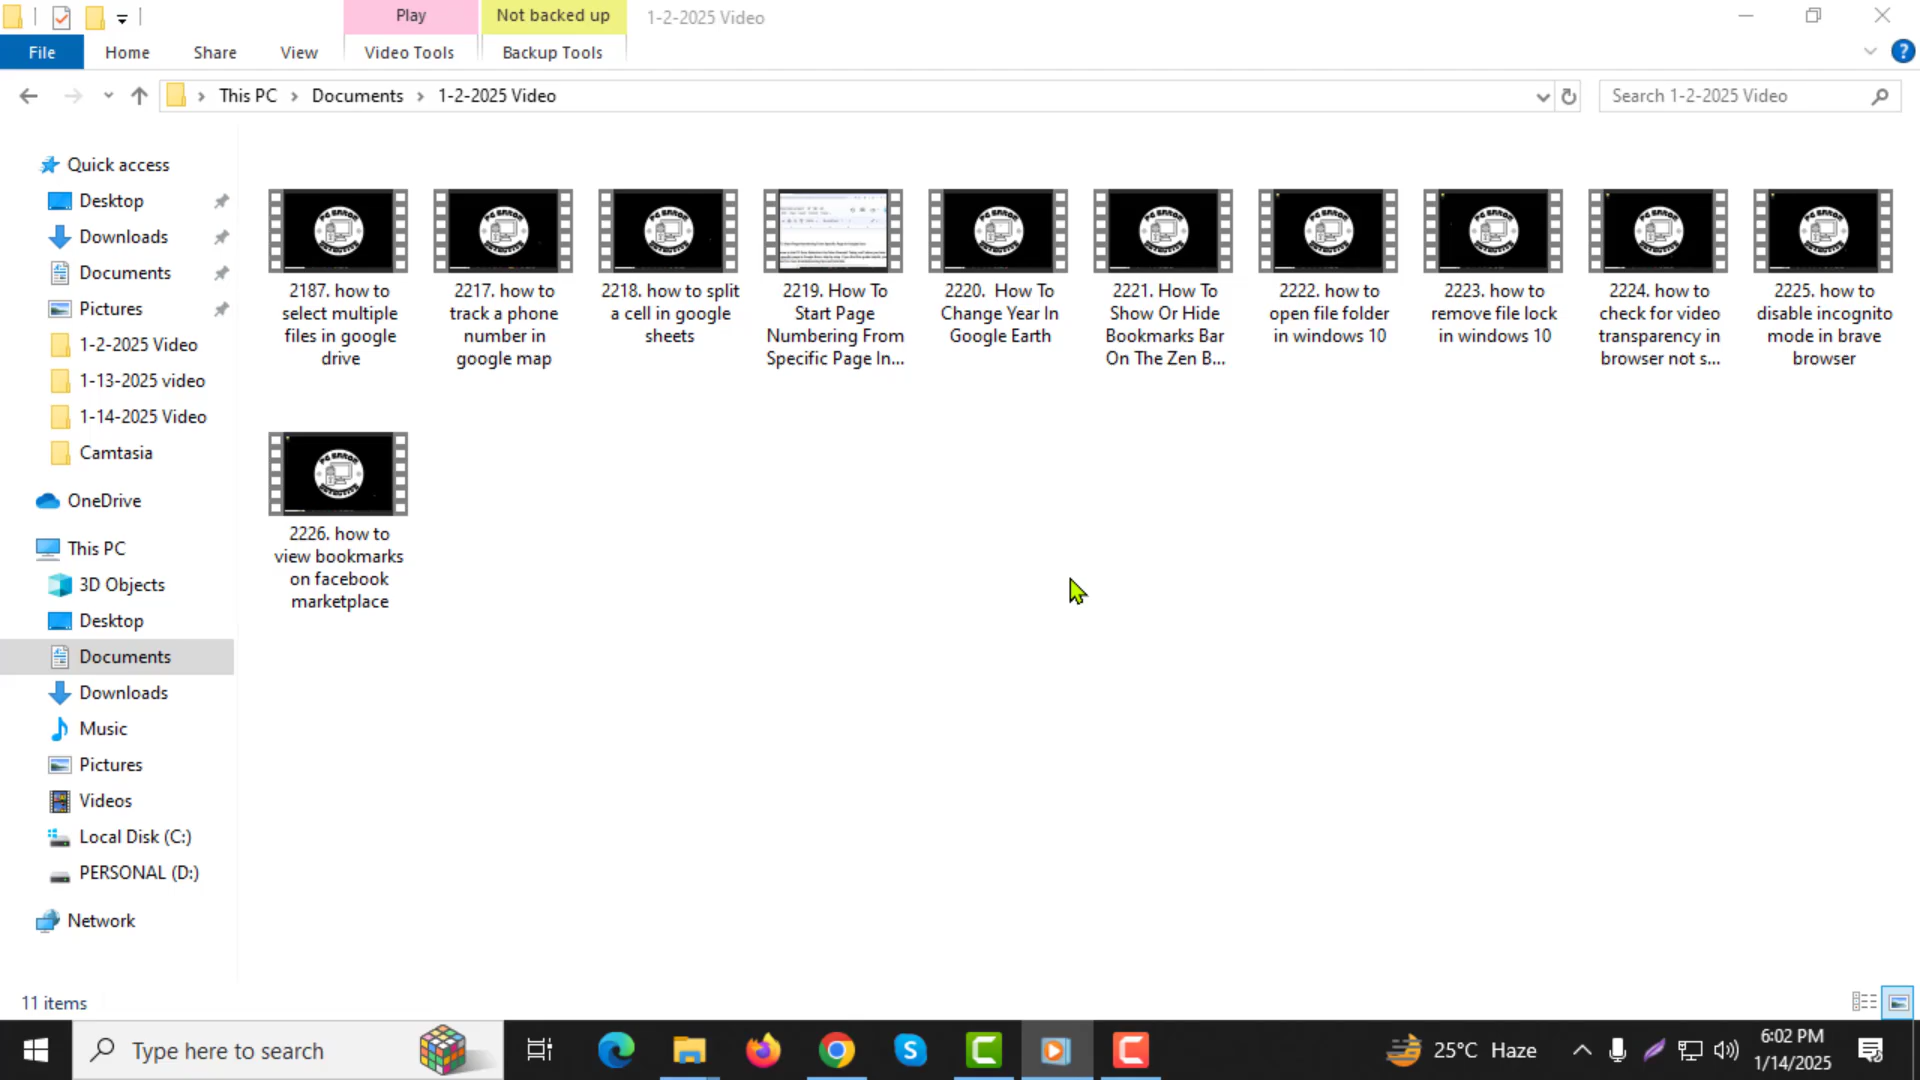 Play
Not backed up
1-2-2025 Video
File
Home
Share
View
Video Tools
Backup Tools
?
This PC
Documents
1-2-2025 Video
Search 1-2-2025 Video
Quick access
Desktop
Downloads
Documents
Pictures
1-2-2025 Video
1-13-2025 video
1-14-2025 Video
Camtasia
OneDrive
This PC
3D Objects
Desktop
Documents
Downloads
Music
Pictures
Videos
Local Disk (C:)
PERSONAL (D:)
Network
2187. how to
select multiple
files in google
drive
2217. how to
track a phone
number in
google map
2218. how to split
a cell in google
sheets
2219. How To
Start Page
Numbering From
Specific Page In...
2220. How To
Change Year In
Google Earth
2221. How To
Show Or Hide
Bookmarks Bar
On The Zen B...
2222. how to
open file folder
in windows 10
2223. how to
remove file lock
in windows 10
2224. how to
check for video
transparency in
browser not s...
2225. how to
disable incognito
mode in brave
browser
2226. how to
view bookmarks
on facebook
marketplace
11 items
Type here to search
25°C Haze
6:02 PM
1/14/2025